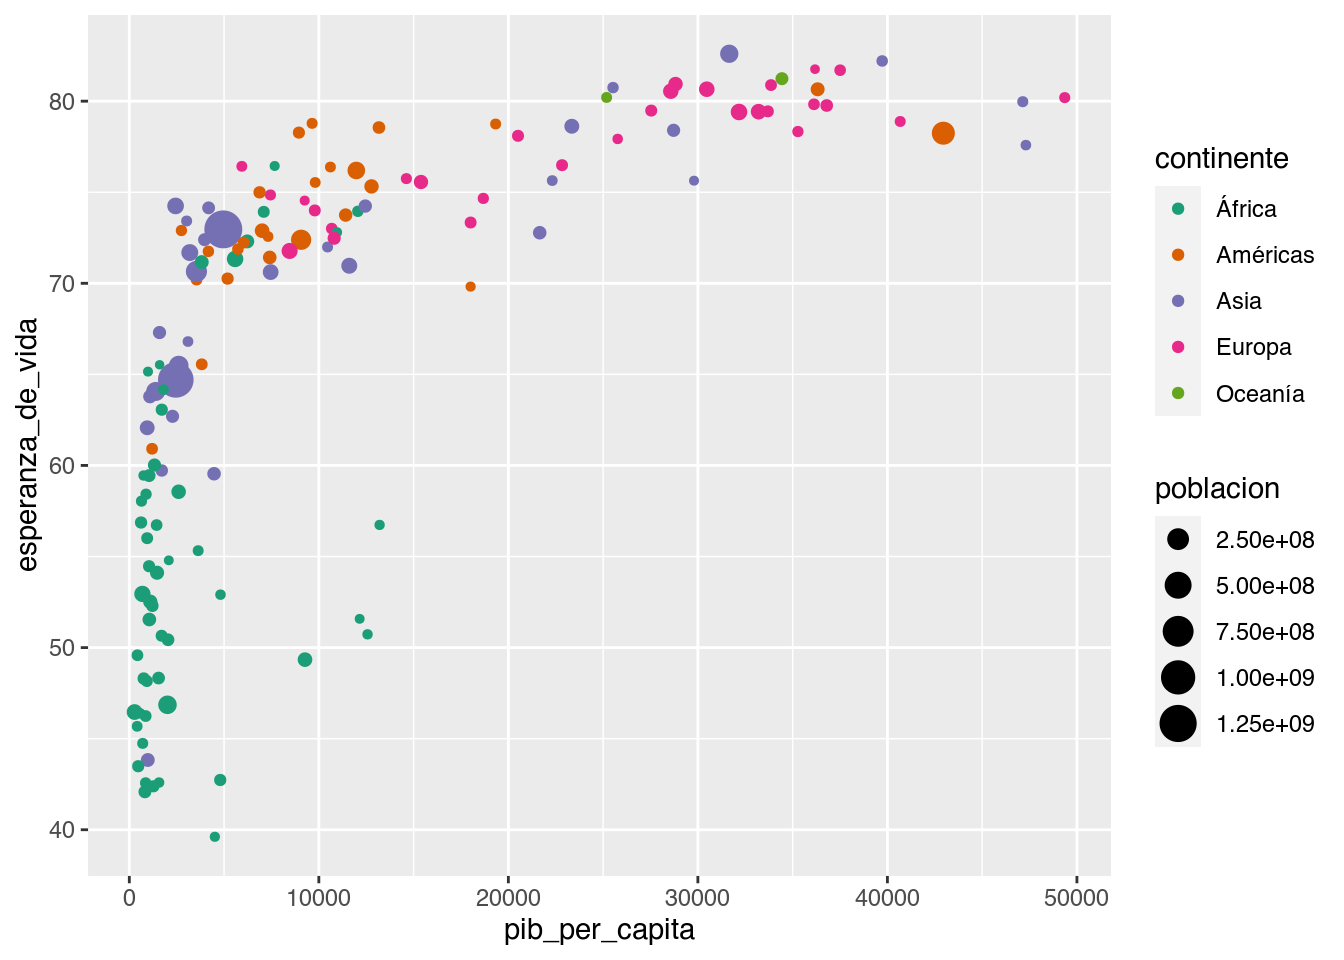 80
70
60
50
40
esperanza_de_vida
0 10000 20000 30000 40000 50000
pib_per_capita
continente
África
Américas
Asia
Europa
Oceanía
poblacion
2.50e+08
5.00e+08
7.50e+08
1.00e+09
1.25e+09